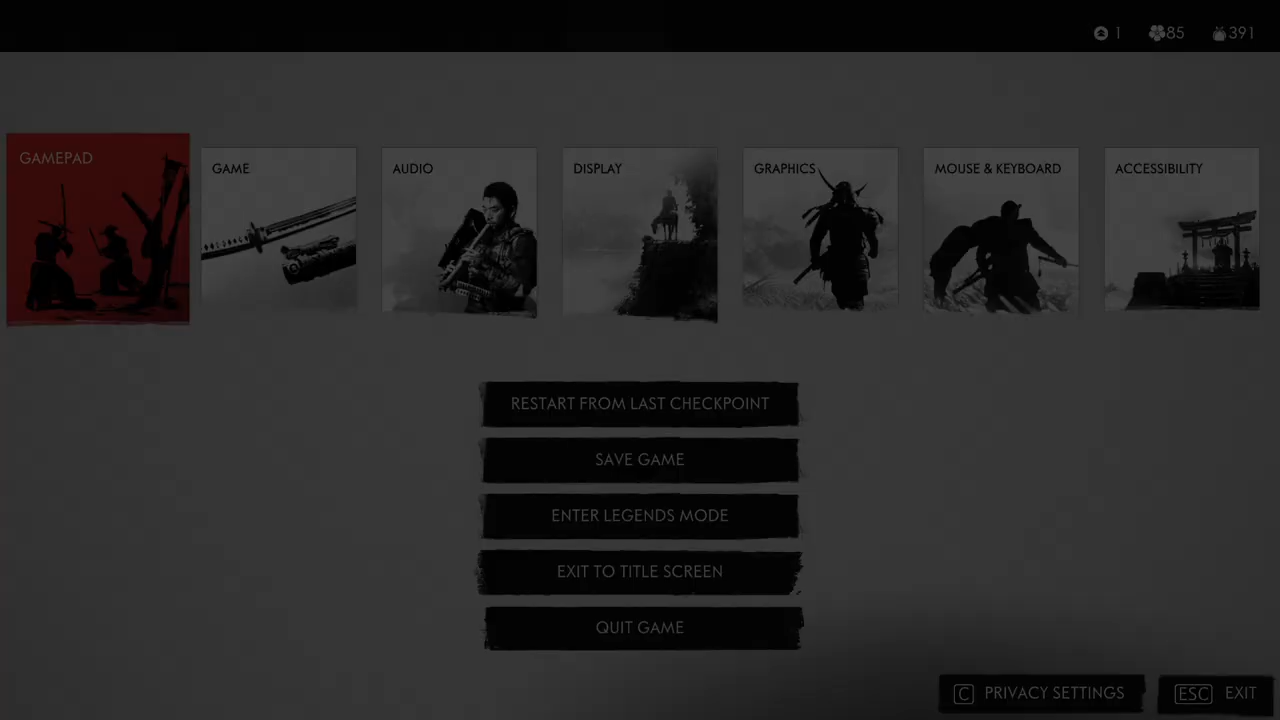 1 85 391
GAMEPAD
GAME
AUDIO
DISPLAY
GRAPHICS
MOUSE & KEYBOARD
ACCESSIBILITY
RESTART FROM LAST CHECKPOINT
SAVE GAME
ENTER LEGENDS MODE
EXIT TO TITLE SCREEN
QUIT GAME
C PRIVACY SETTINGS
ESC EXIT